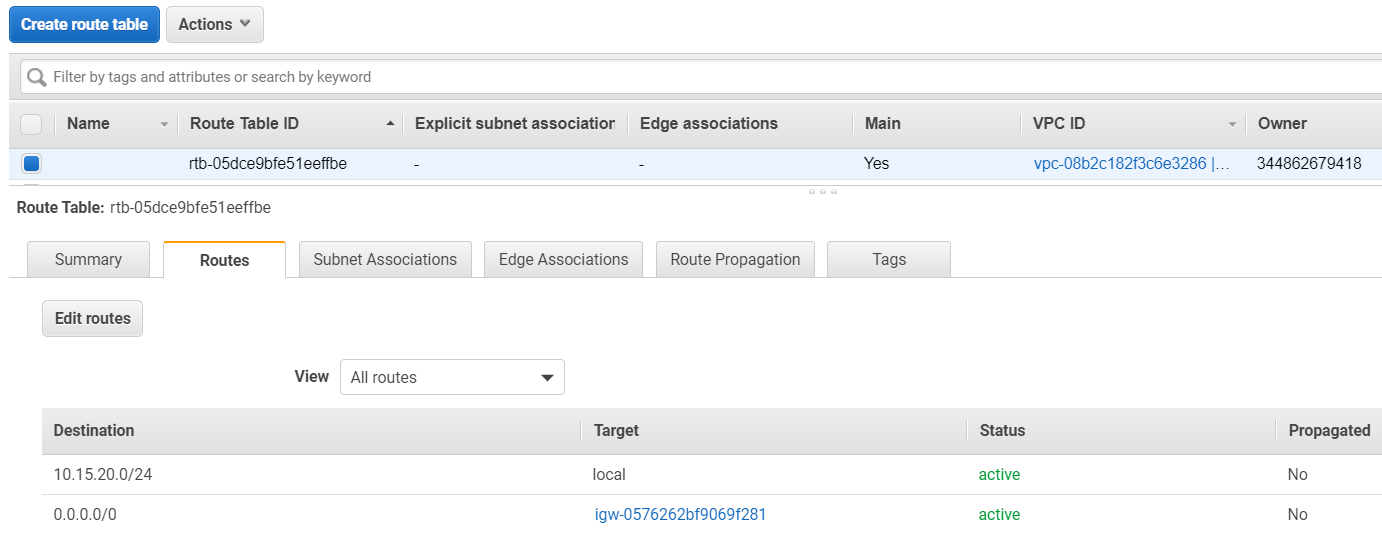 Create route table Actions
Filter by tags and attributes or search by keyword
Name Route Table ID Explicit subnet association Edge associations Main VPC ID Owner
rtb-05dce9bfe51eeffbe - - Yes vpc-08b2c182f3c6e3286 |... 344862679418
Route Table: rtb-05dce9bfe51eeffbe
Summary Routes Subnet Associations Edge Associations Route Propagation Tags
Edit routes
View All routes
Destination Target Status Propagated
10.15.20.0/24 local active No
0.0.0.0/0 igw-0576262bf9069f281 active No